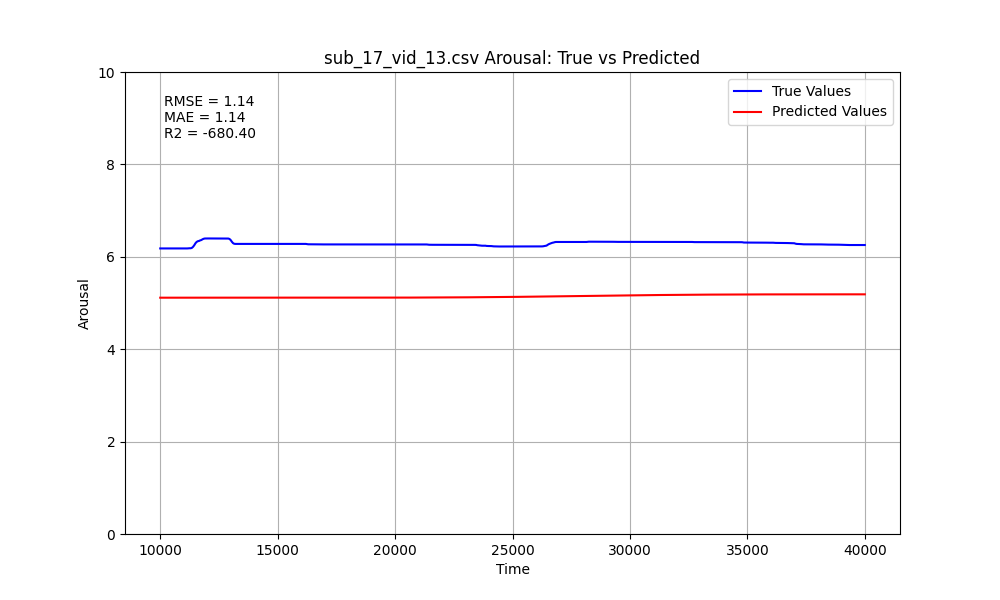 sub_17_vid_13.csv Arousal: True vs Predicted
RMSE = 1.14
MAE = 1.14
R2 = -680.40
True Values
Predicted Values
Arousal
10
8
6
4
2
0
10000 15000 20000 25000 30000 35000 40000
Time